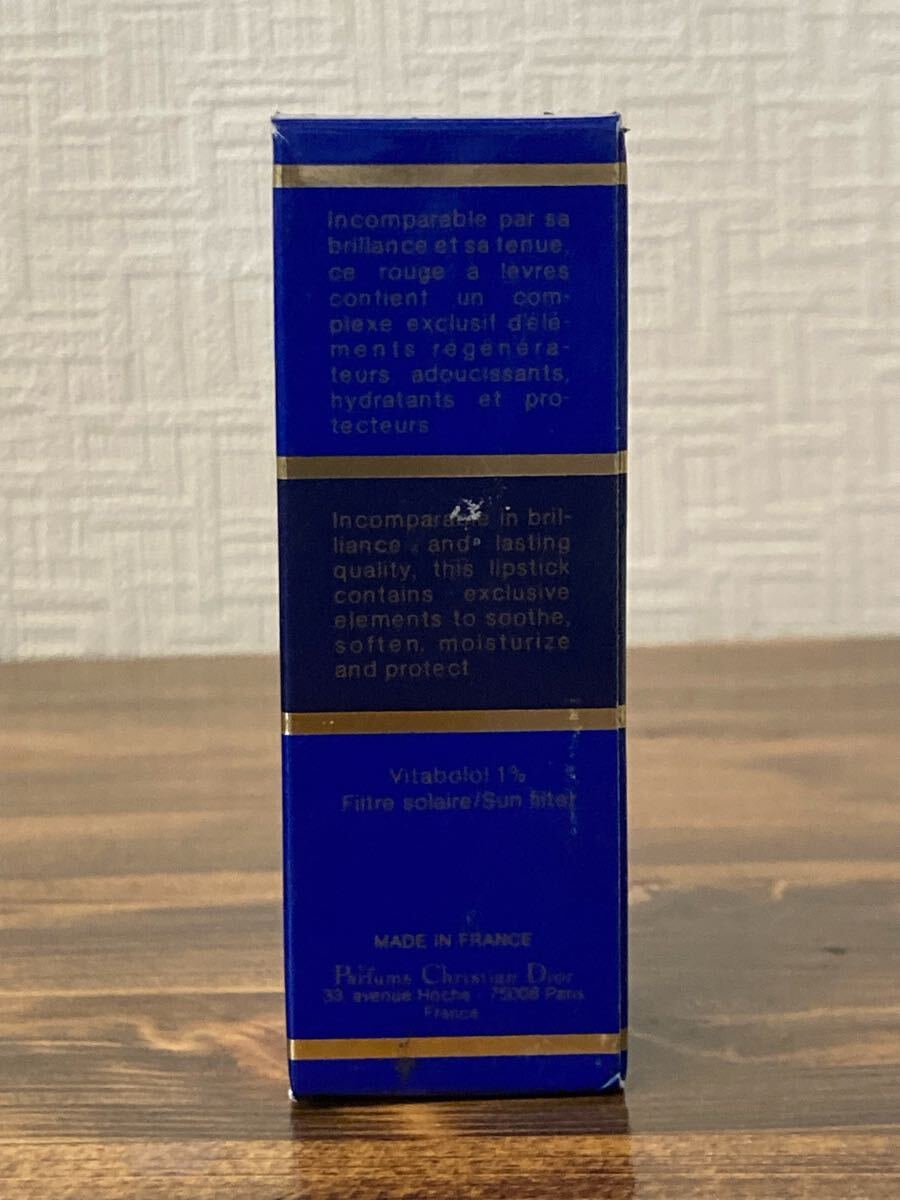 Incomparable par sa
brillance et sa tenue,
ce rouge à lèvres
contient un com-
plexe exclusif d'élé-
ments régénéra-
teurs, adoucissants,
hydratants et pro-
tecteurs
Incomparable in bril-
liance and lasting
quality, this lipstick
contains exclusive
elements to soothe,
soften, moisturize
and protect
Vitabolol 1%
Filtre solaire/Sun filter
MADE IN FRANCE
Parfums Christian Dior
33, avenue Hoche - 75008 Paris
France